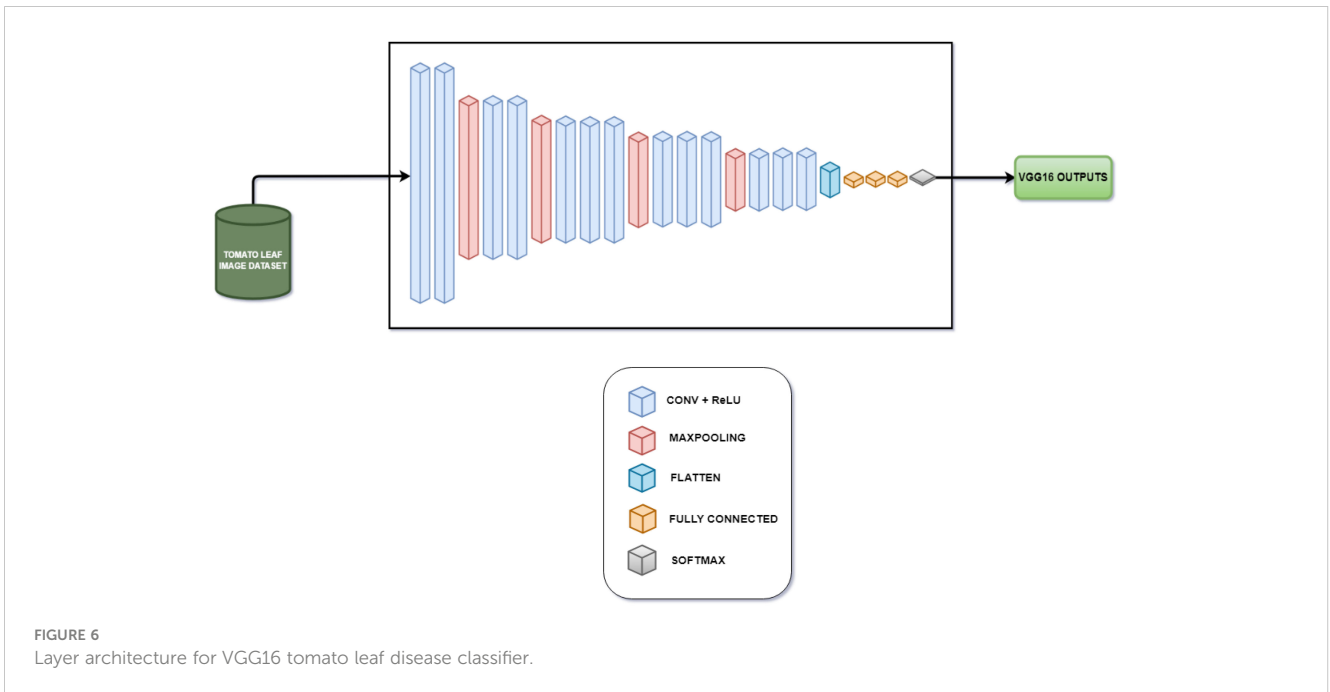 TOMATO LEAF
IMAGE DATASET
VGG16 OUTPUTS
CONV + ReLU
MAXPOOLING
FLATTEN
FULLY CONNECTED
SOFTMAX
FIGURE 6
Layer architecture for VGG16 tomato leaf disease classifier.